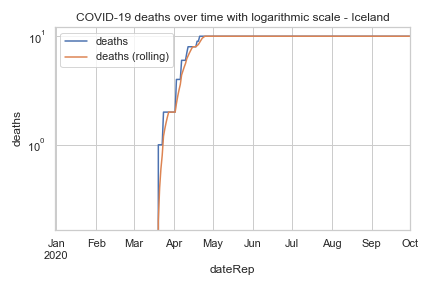 COVID-19 deaths over time with logarithmic scale - Iceland
deaths
deaths (rolling)
10¹
10⁰
deaths
Jan Feb Mar Apr May Jun Jul Aug Sep Oct
2020
dateRep